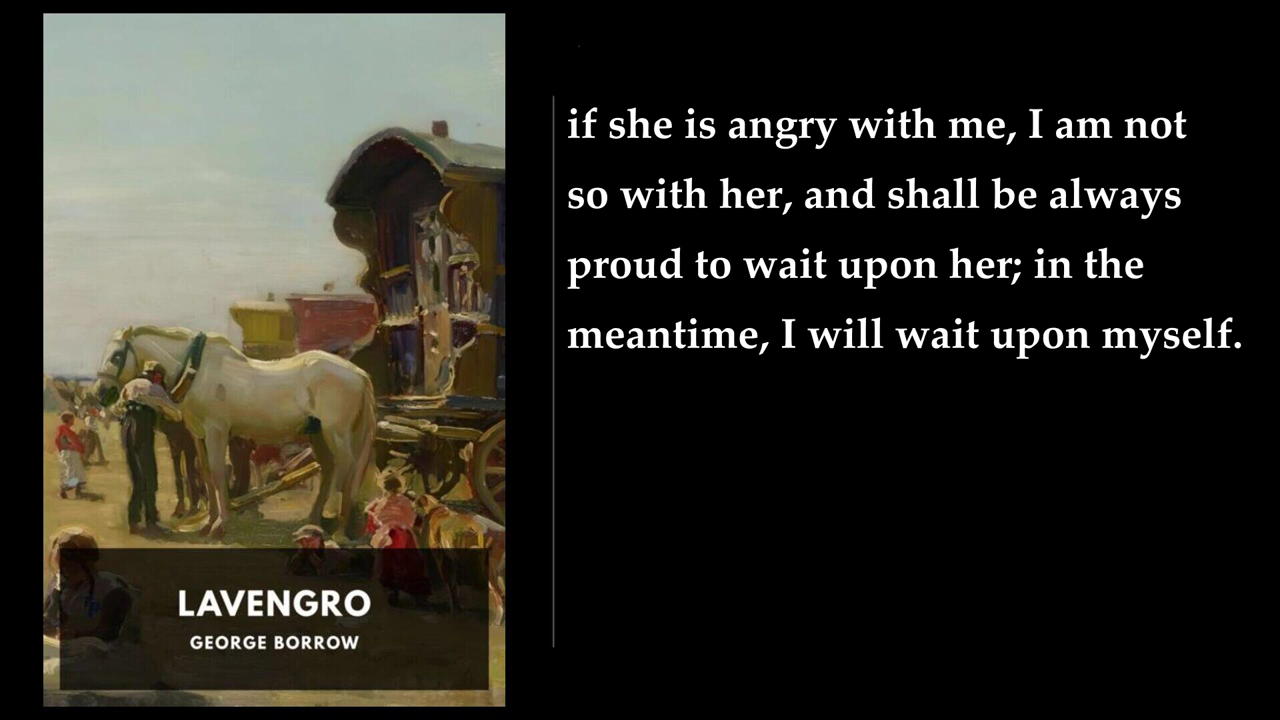 LAVENGRO
GEORGE BORROW
if she is angry with me, I am not
so with her, and shall be always
proud to wait upon her; in the
meantime, I will wait upon myself.